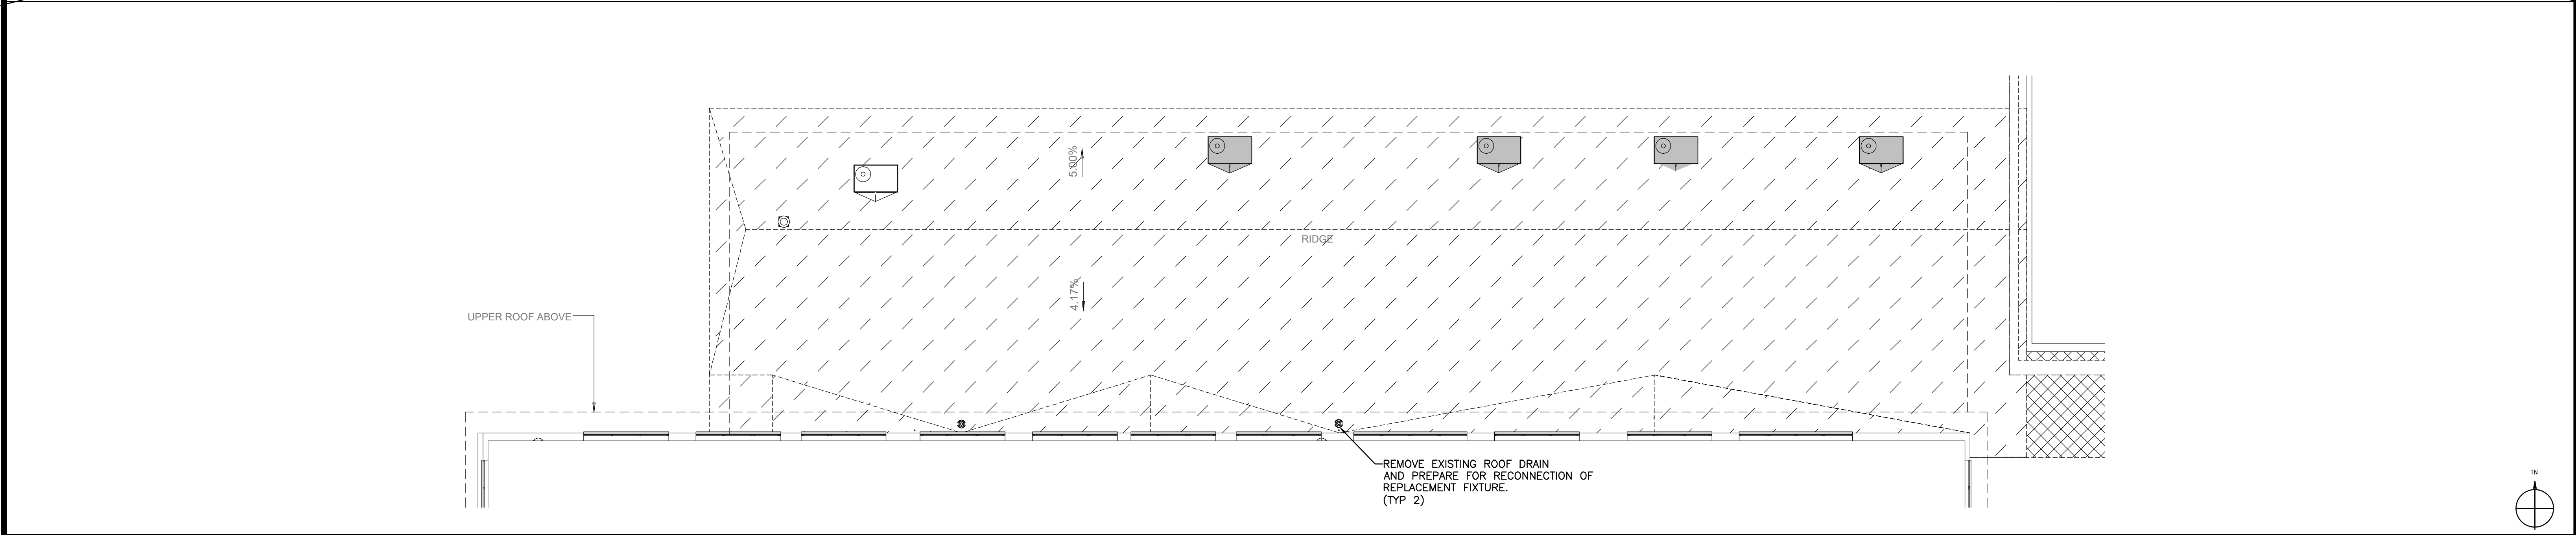 5.00%
RIDGE
4.17%
UPPER ROOF ABOVE
REMOVE EXISTING ROOF DRAIN
AND PREPARE FOR RECONNECTION OF
REPLACEMENT FIXTURE.
(TYP 2)
TN